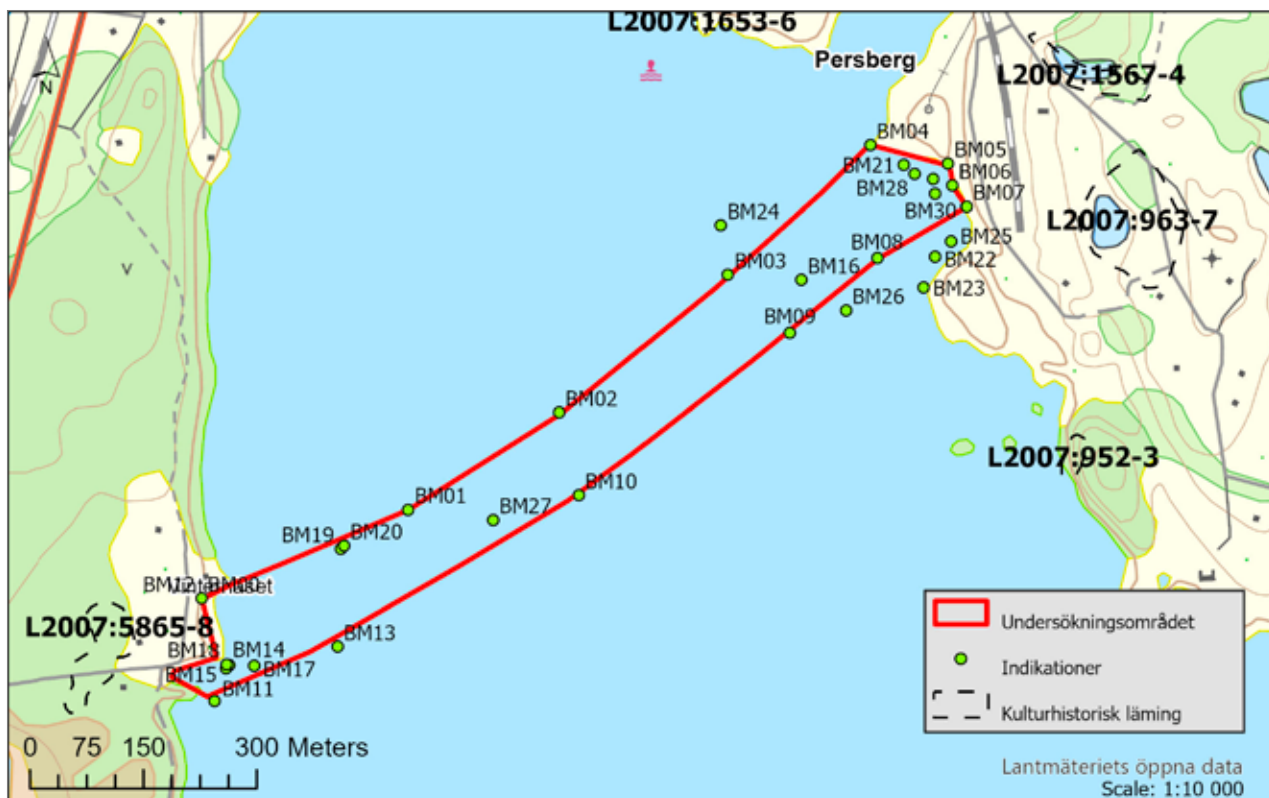 L2007:1653-6
Persberg
L2007:1567-4
N
BM04
BM05
BM21
BM06
BM28
BM07
BM30
L2007:963-7
BM24
BM25
BM08
BM22
BM03
BM16
BM23
BM26
BM09
BM02
L2007:952-3
BM10
BM01
BM27
BM19
BM20
BM12
BM00
Vinterhuset
L2007:5865-8
BM13
BM18
BM14
BM15
BM17
BM11
Undersökningsområdet
Indikationer
Kulturhistorisk läming
0 75 150 300 Meters
Lantmäteriets öppna data
Scale: 1:10 000